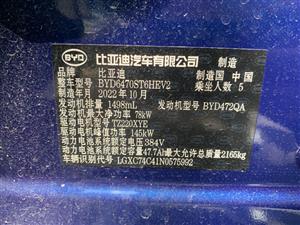 BYD 比亚迪汽车有限公司 制造
品牌 比亚迪 制造国 中国
整车型号 BYD6470ST6HEV2 乘坐人数 5
制造年月 2022年10月
发动机排量 1498mL 发动机型号 BYD472QA
发动机最大净功率 78kW
驱动电机型号 TZ220XYE
驱动电机峰值功率 145kW
动力电池系统额定电压 384V
动力电池系统额定容量 47.7Ah 最大允许总质量 2165kg
车辆识别代号 LGXC74C41N0575992